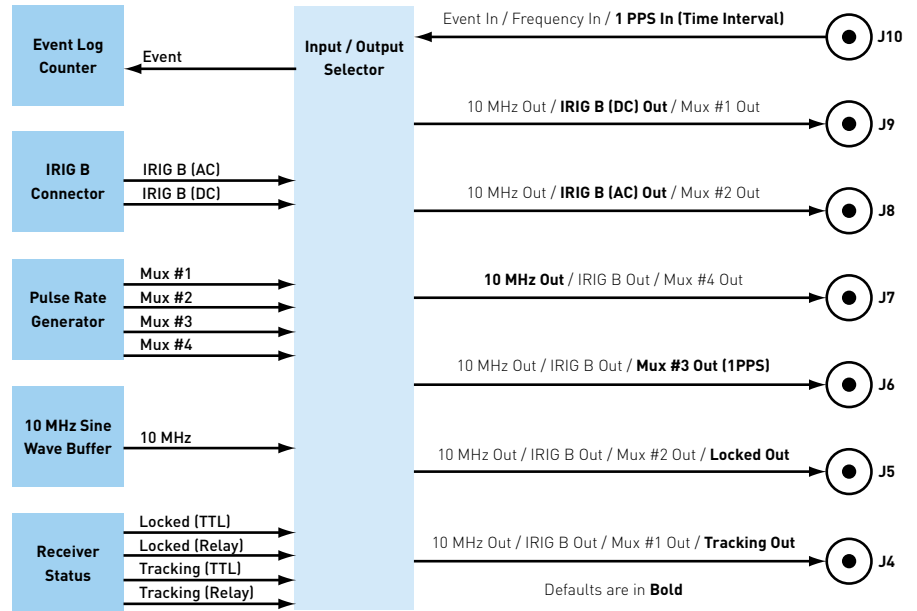 Event Log
Counter
Event
IRIG B
Connector
IRIG B (AC)
IRIG B (DC)
Pulse Rate
Generator
Mux #1
Mux #2
Mux #3
Mux #4
10 MHz Sine
Wave Buffer
10 MHz
Receiver
Status
Locked (TTL)
Locked (Relay)
Tracking (TTL)
Tracking (Relay)
Input / Output
Selector
Event In / Frequency In / 1 PPS In (Time Interval)
J10
10 MHz Out / IRIG B (DC) Out / Mux #1 Out
J9
10 MHz Out / IRIG B (AC) Out / Mux #2 Out
J8
10 MHz Out / IRIG B Out / Mux #4 Out
J7
10 MHz Out / IRIG B Out / Mux #3 Out (1PPS)
J6
10 MHz Out / IRIG B Out / Mux #2 Out / Locked Out
J5
10 MHz Out / IRIG B Out / Mux #1 Out / Tracking Out
J4
Defaults are in Bold